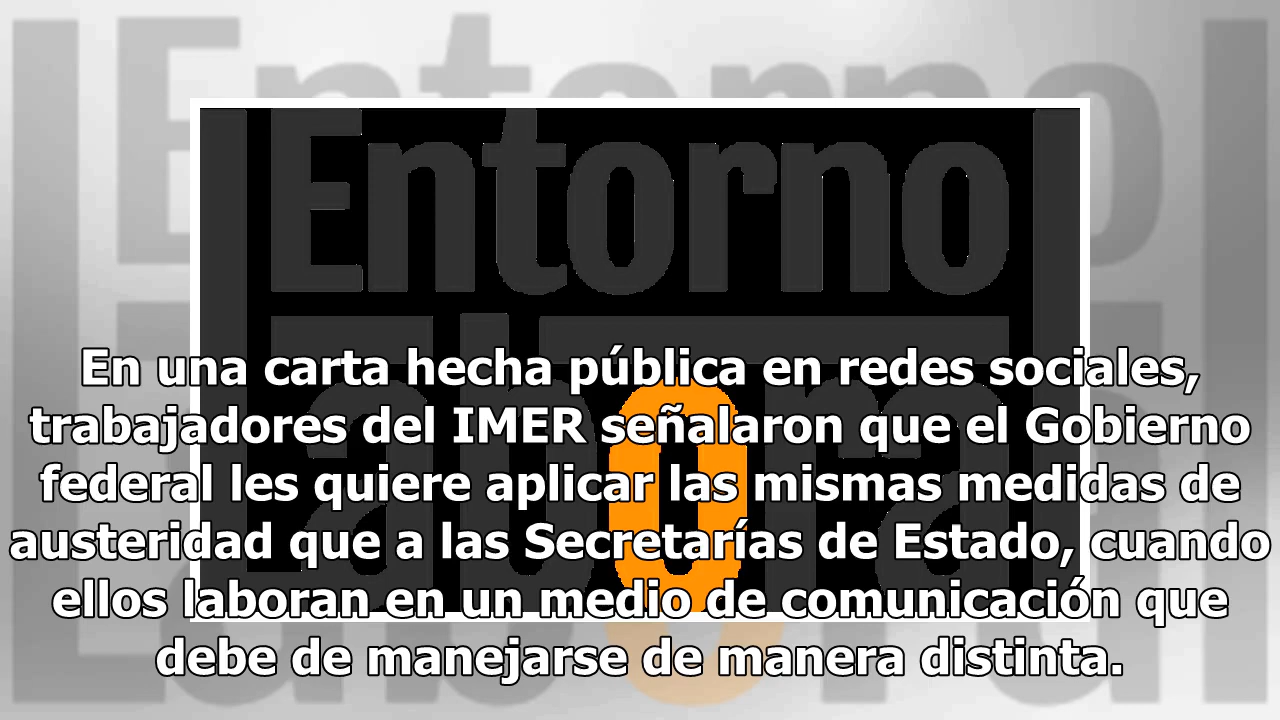 Entorno
Laboral
En una carta hecha pública en redes sociales,
trabajadores del IMER señalaron que el Gobierno
federal les quiere aplicar las mismas medidas de
austeridad que a las Secretarías de Estado, cuando
ellos laboran en un medio de comunicación que
debe de manejarse de manera distinta.